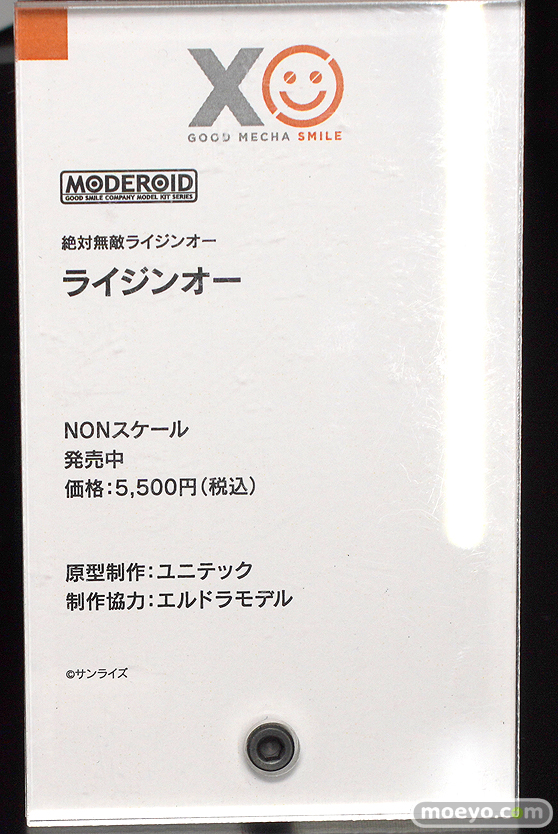 XO
GOOD MECHA SMILE
MODEROID
GOOD SMILE COMPANY MODEL KIT SERIES
絶対無敵ライジンオー
ライジンオー
NONスケール
発売中
価格：5,500円（税込）
原型制作：ユニテック
制作協力：エルドラモデル
©サンライズ
moeyo.com